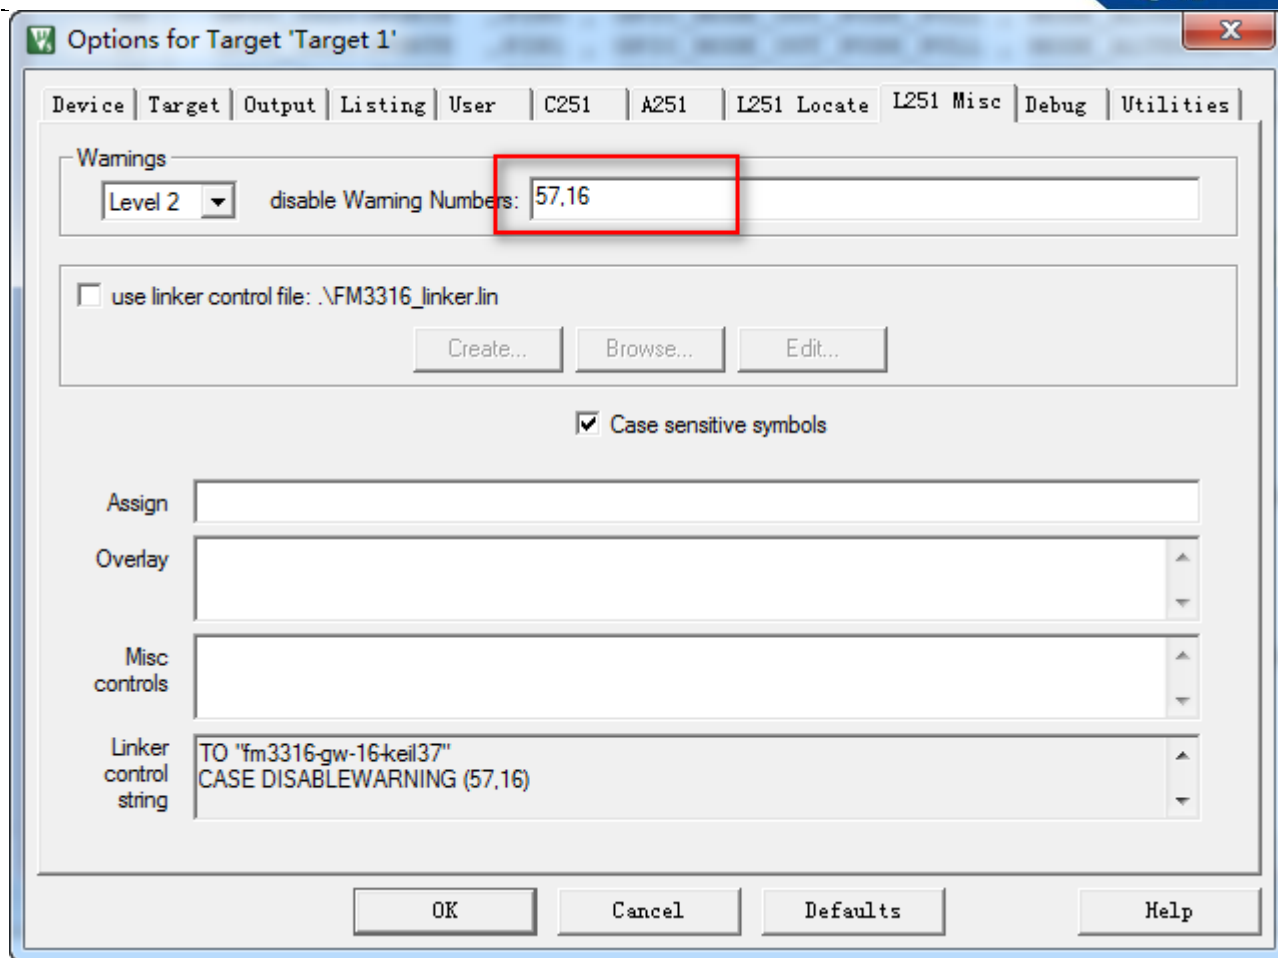 Options for Target 'Target 1'
Device Target Output Listing User C251 A251 L251 Locate L251 Misc Debug Utilities
Warnings
Level 2 disable Warning Numbers: 57,16
use linker control file: .\FM3316_linker.lin
Create... Browse... Edit...
Case sensitive symbols
Assign
Overlay
Misc
controls
Linker
control
string
TO "fm3316-gw-16-keil37"
CASE DISABLEWARNING (57,16)
OK Cancel Defaults Help